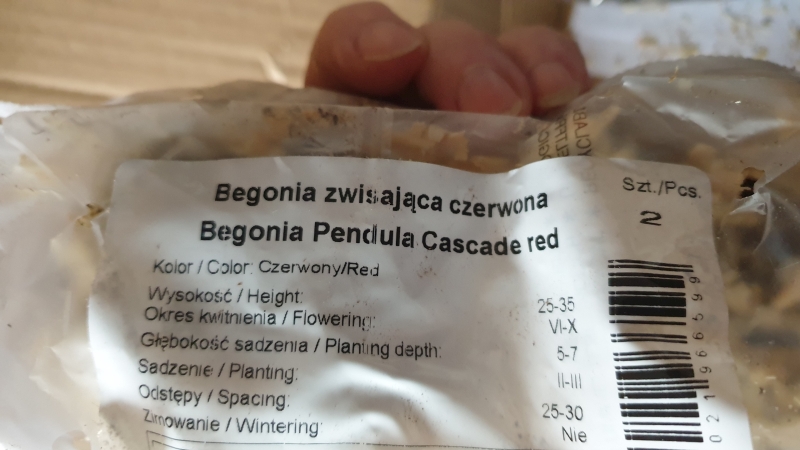 Begonia zwisająca czerwona
Begonia Pendula Cascade red
Szt./Pcs.
2
Kolor / Color: Czerwony/Red
Wysokość / Height: 25-35
Okres kwitnienia / Flowering: VI-X
Głębokość sadzenia / Planting depth: 5-7
Sadzenie / Planting: II-III
Odstępy / Spacing: 25-30
Zimowanie / Wintering: Nie